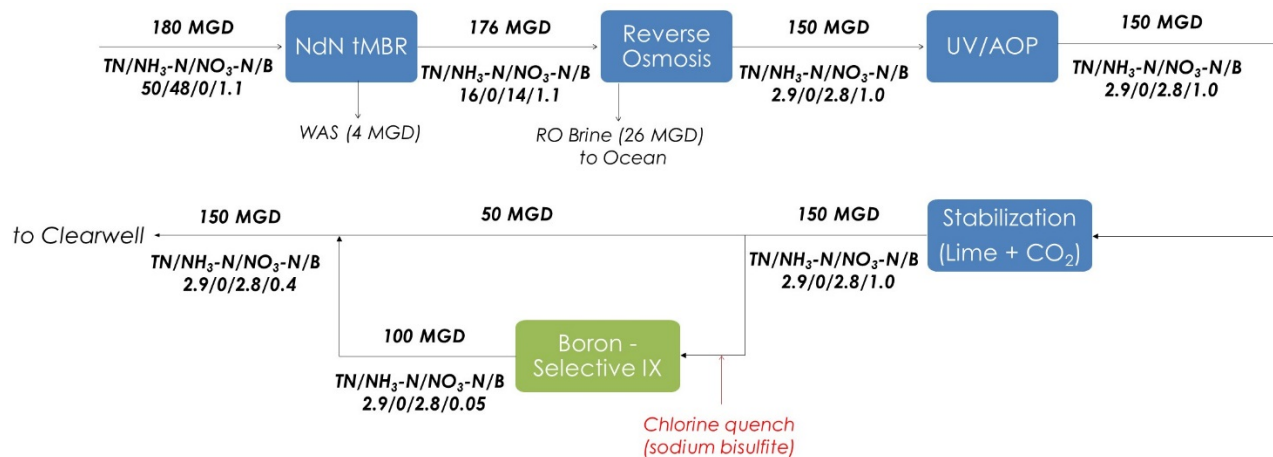 180 MGD
TN/NH₃-N/NO₃-N/B
50/48/0/1.1
NdN tMBR
WAS (4 MGD)
176 MGD
TN/NH₃-N/NO₃-N/B
16/0/14/1.1
Reverse
Osmosis
RO Brine (26 MGD)
to Ocean
150 MGD
TN/NH₃-N/NO₃-N/B
2.9/0/2.8/1.0
UV/AOP
150 MGD
TN/NH₃-N/NO₃-N/B
2.9/0/2.8/1.0
Stabilization
(Lime + CO₂)
150 MGD
TN/NH₃-N/NO₃-N/B
2.9/0/2.8/1.0
50 MGD
Chlorine quench
(sodium bisulfite)
Boron -
Selective IX
100 MGD
TN/NH₃-N/NO₃-N/B
2.9/0/2.8/0.05
150 MGD
TN/NH₃-N/NO₃-N/B
2.9/0/2.8/0.4
to Clearwell